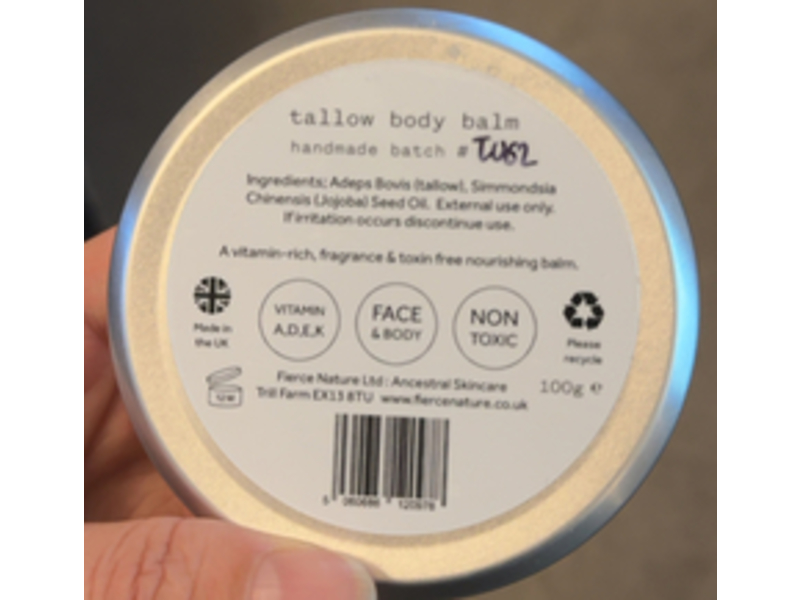 tallow body balm
handmade batch # TU62
Ingredients; Adeps Bovis (tallow), Simmondsia
Chinensis (Jojoba) Seed Oil. External use only.
If irritation occurs discontinue use.
A vitamin-rich, fragrance & toxin free nourishing balm.
VITAMIN
A,D,E,K
FACE
& BODY
NON
TOXIC
Made in
the UK
Please
recycle
12M
Fierce Nature Ltd : Ancestral Skincare
Trill Farm EX13 8TU www.fiercenature.co.uk
100g ℮